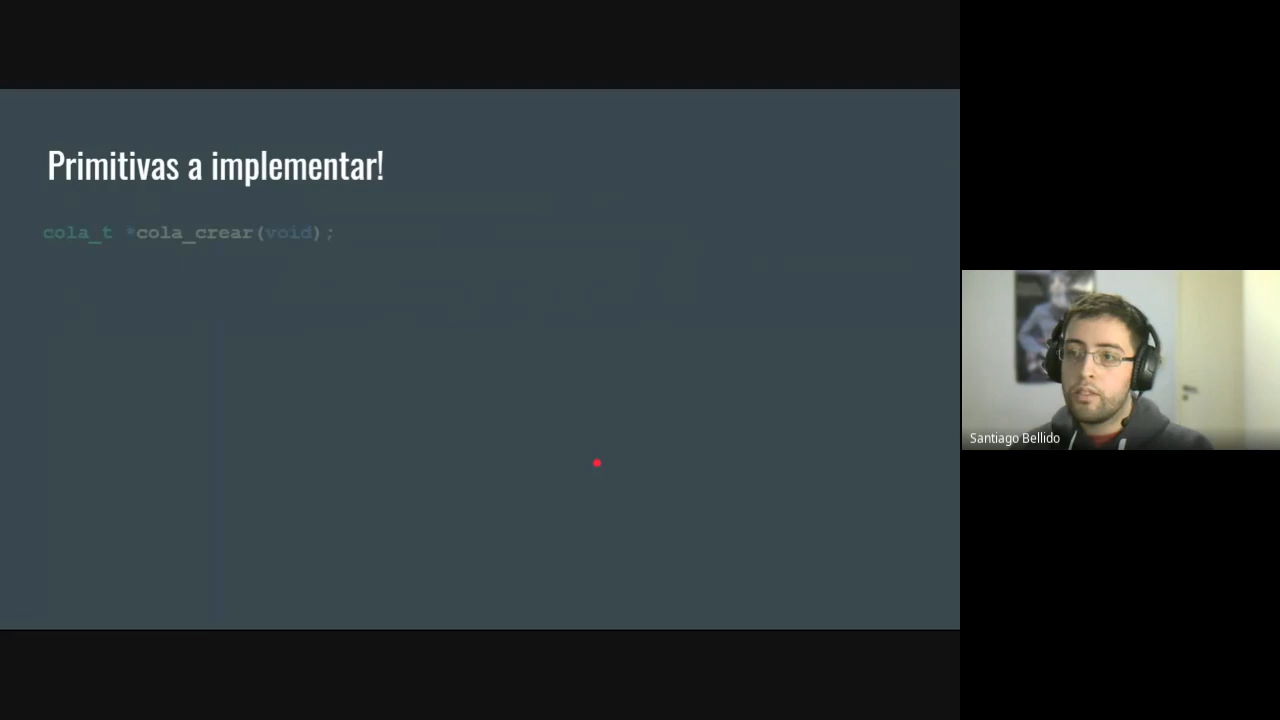 Primitivas a implementar!
cola_t *cola_crear(void);
Santiago Bellido